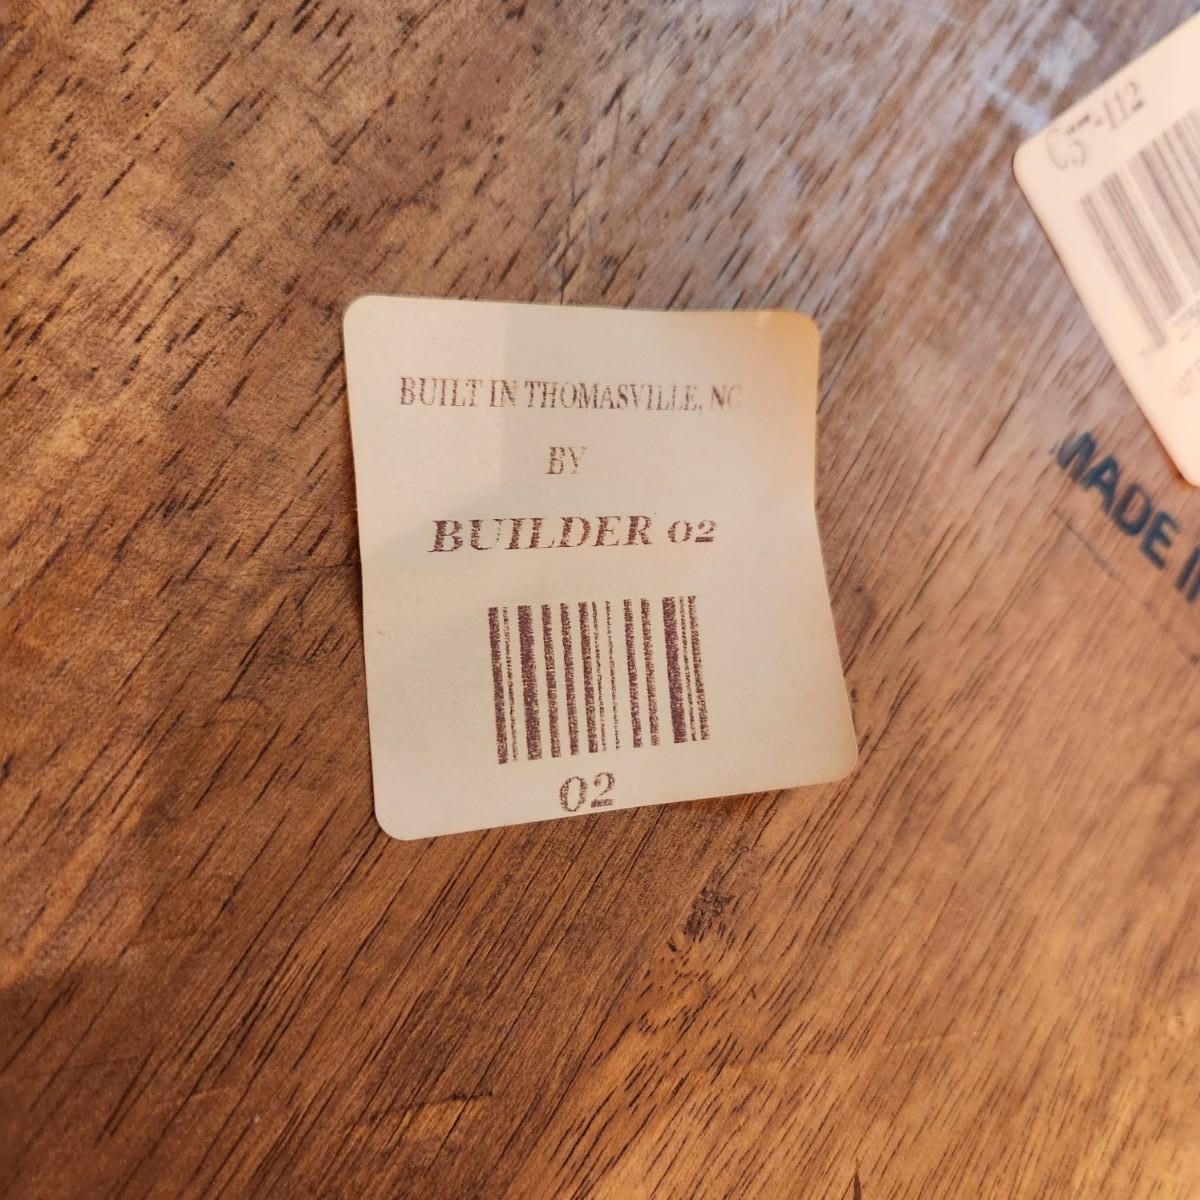 BUILT IN THOMASVILLE, NC
BY
BUILDER 02
02
C5-112
MADE